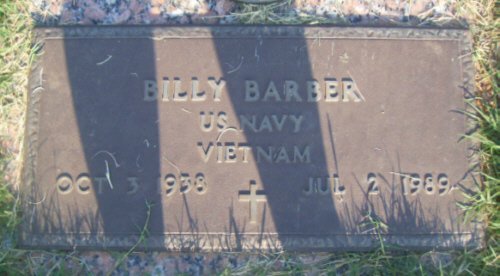 BILLY BARBER
US NAVY
VIETNAM
OCT 3 1938 JUL 2 1989